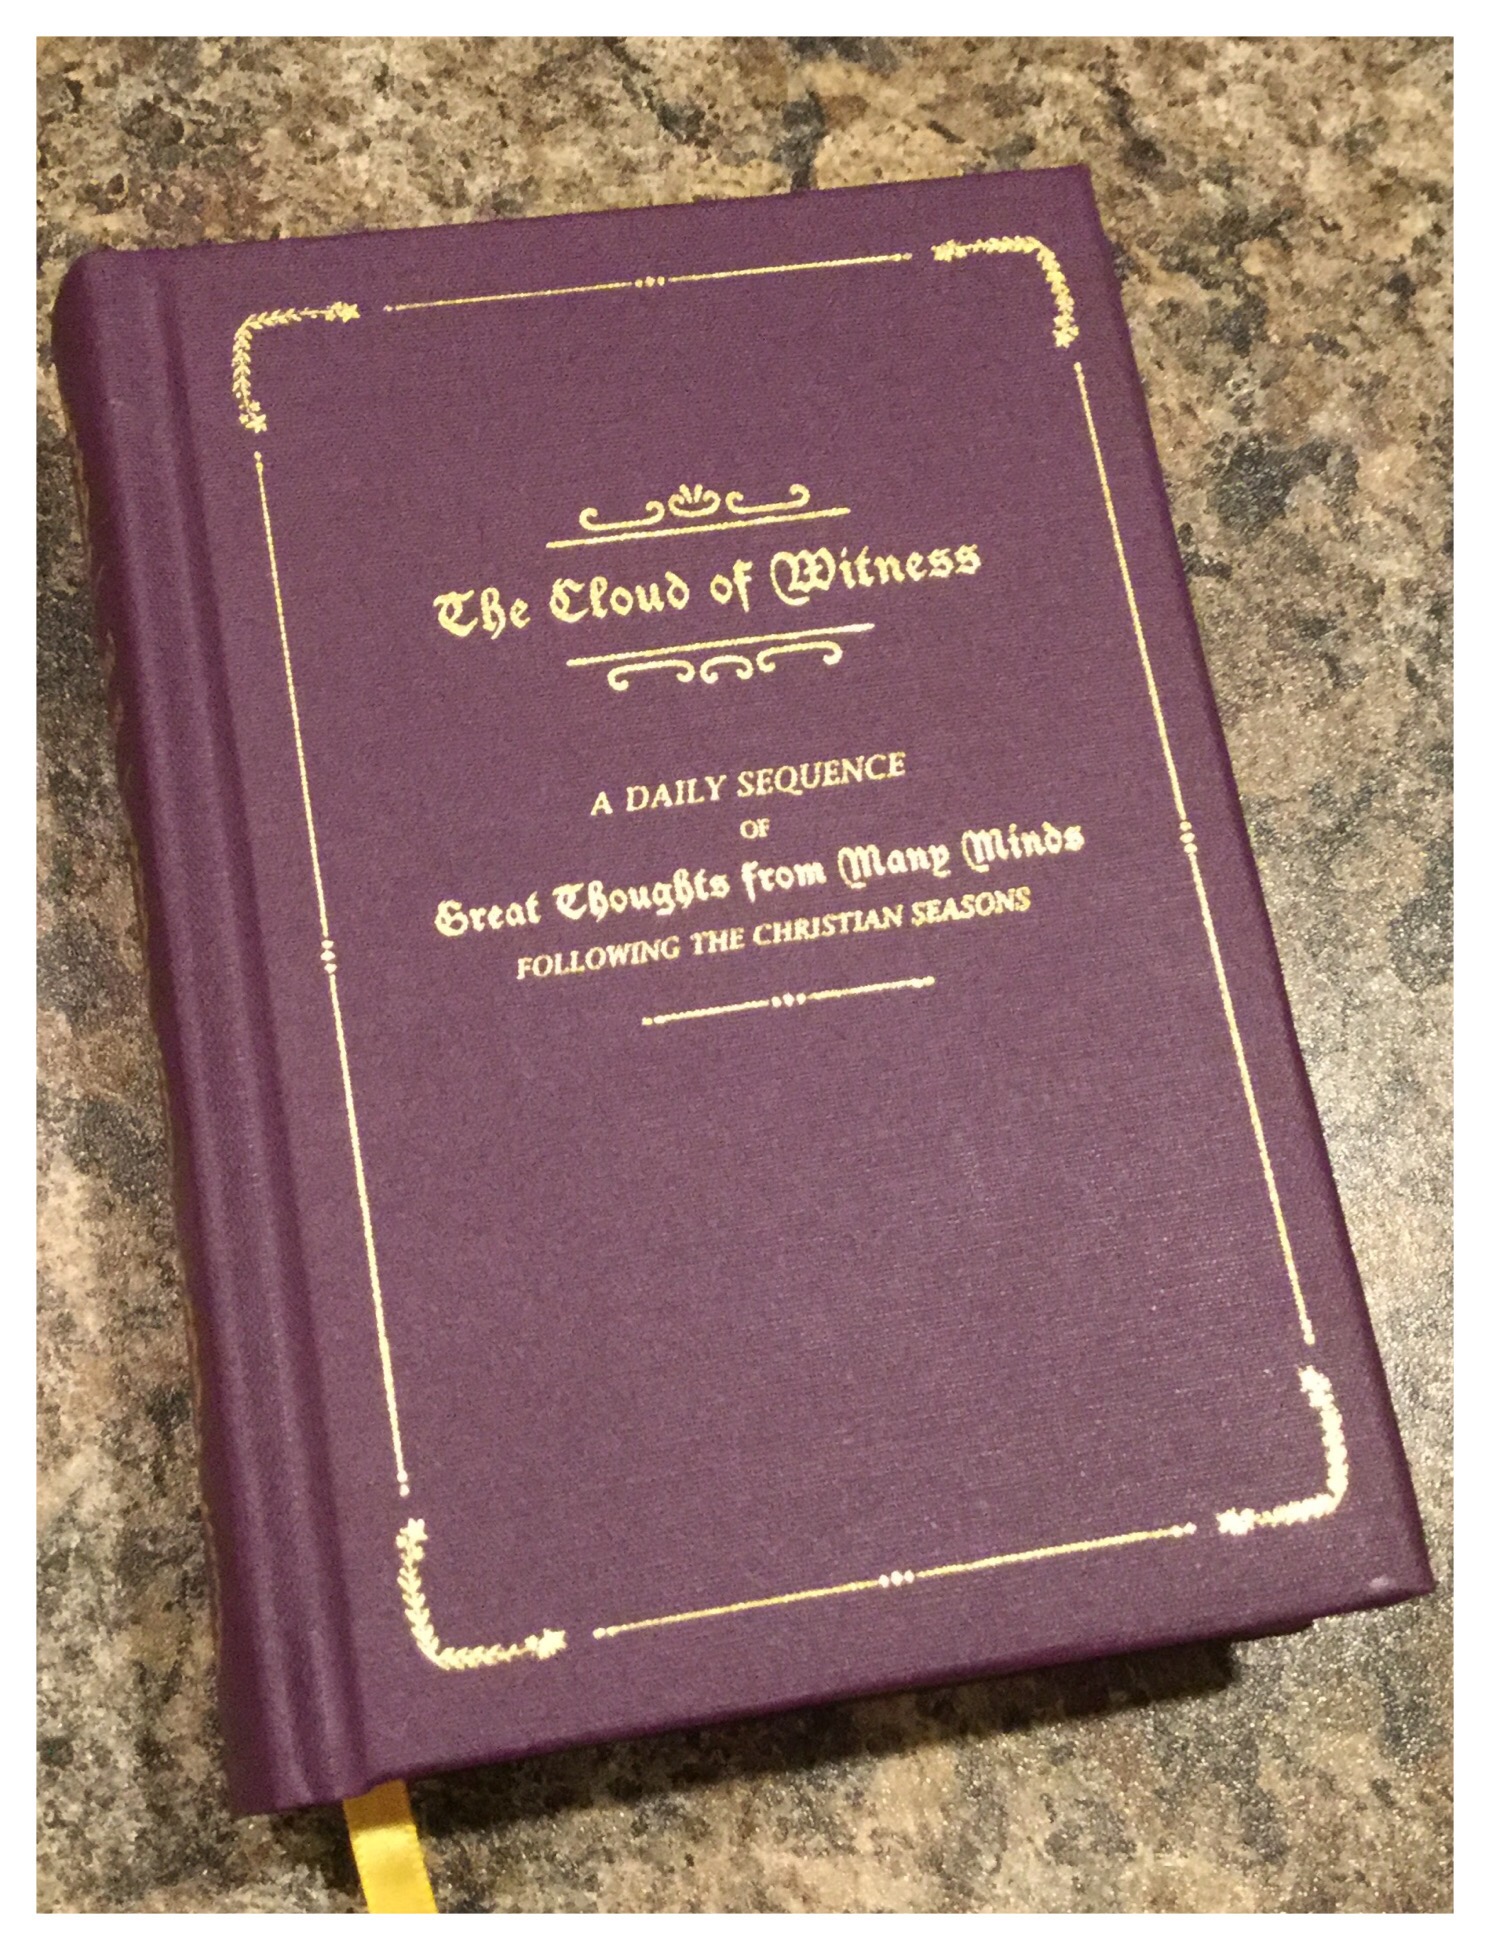 The Cloud of Witness
A DAILY SEQUENCE
OF
Great Thoughts from Many Minds
FOLLOWING THE CHRISTIAN SEASONS